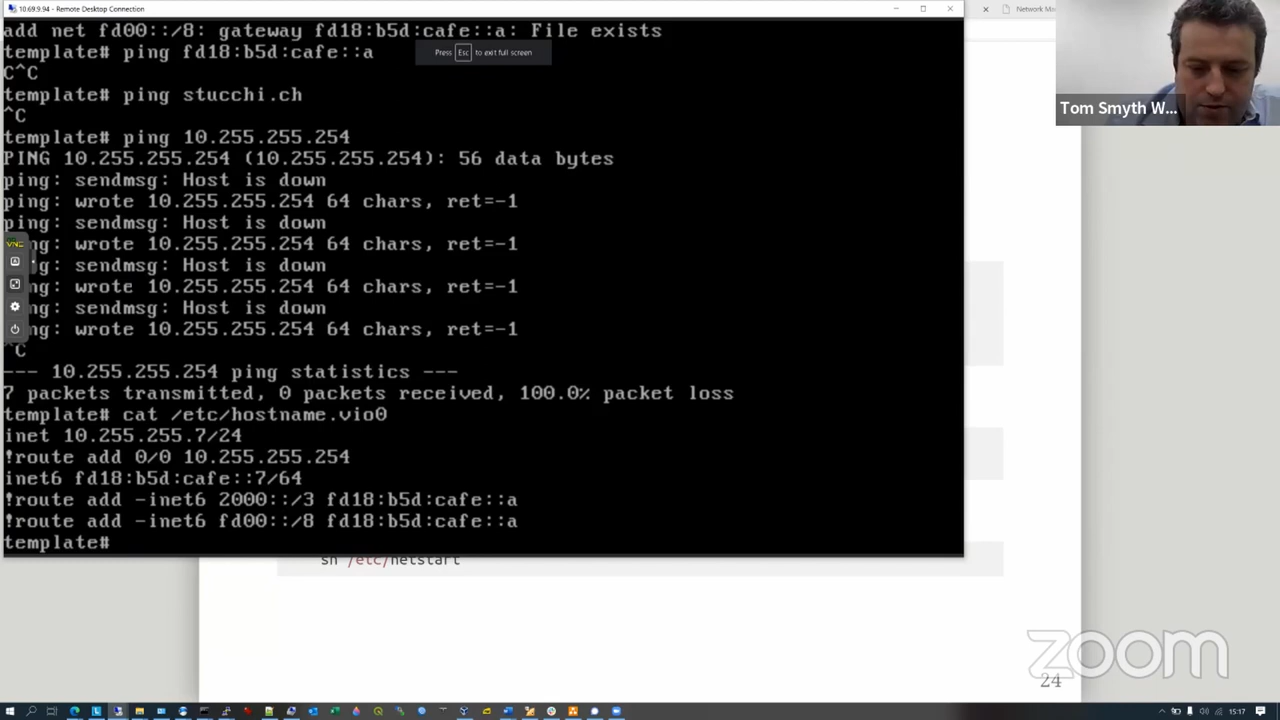 10.69.9.94 - Remote Desktop Connection
Network Ma
add net fd00::/8: gateway fd18:b5d:cafe::a: File exists
template# ping fd18:b5d:cafe::a
Press Esc to exit full screen
C^C
template# ping stucchi.ch
^C
template# ping 10.255.255.254
PING 10.255.255.254 (10.255.255.254): 56 data bytes
ping: sendmsg: Host is down
ping: wrote 10.255.255.254 64 chars, ret=-1
ping: sendmsg: Host is down
VNC
ng: wrote 10.255.255.254 64 chars, ret=-1
g: sendmsg: Host is down
ng: wrote 10.255.255.254 64 chars, ret=-1
g: sendmsg: Host is down
ng: wrote 10.255.255.254 64 chars, ret=-1
^C
--- 10.255.255.254 ping statistics ---
7 packets transmitted, 0 packets received, 100.0% packet loss
template# cat /etc/hostname.vio0
inet 10.255.255.7/24
!route add 0/0 10.255.255.254
inet6 fd18:b5d:cafe::7/64
!route add -inet6 2000::/3 fd18:b5d:cafe::a
!route add -inet6 fd00::/8 fd18:b5d:cafe::a
template#
sh /etc/netstart
Tom Smyth W...
zoom
24
15:17